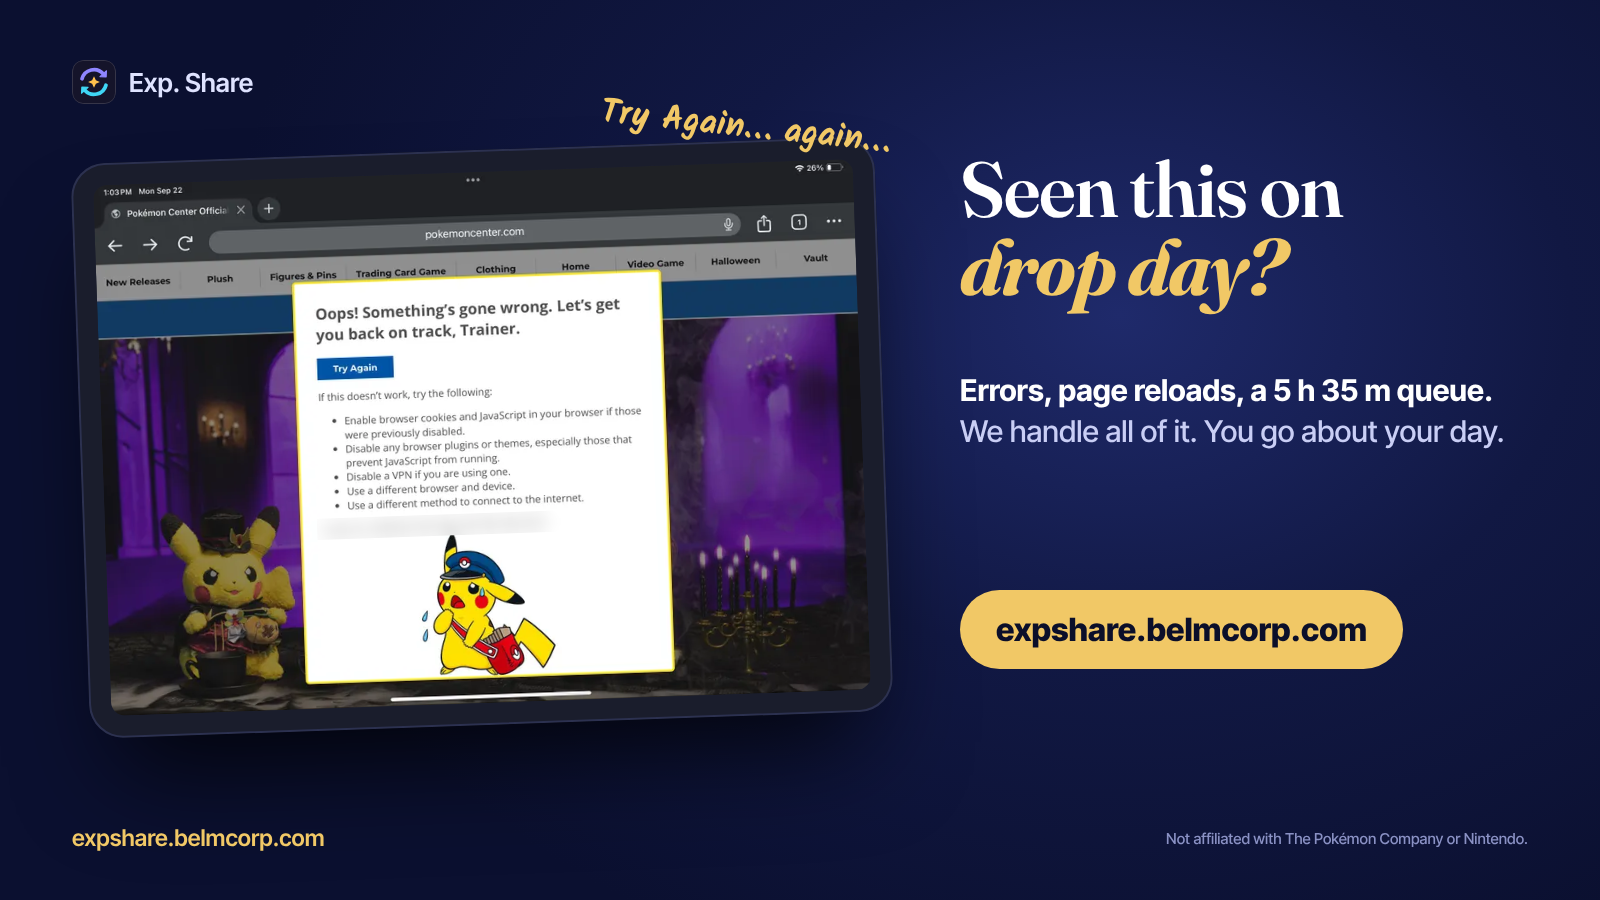 Exp. Share
Try Again... again...
1:03 PM Mon Sep 22
26%
Pokémon Center Officia
pokemoncenter.com
1
New Releases Plush Figures & Pins Trading Card Game Clothing Home Video Game Halloween Vault
Oops! Something's gone wrong. Let's get
you back on track, Trainer.
Try Again
If this doesn't work, try the following:
• Enable browser cookies and JavaScript in your browser if those
were previously disabled.
• Disable any browser plugins or themes, especially those that
prevent JavaScript from running.
• Disable a VPN if you are using one.
• Use a different browser and device.
• Use a different method to connect to the internet.
Seen this on
drop day?
Errors, page reloads, a 5 h 35 m queue.
We handle all of it. You go about your day.
expshare.belmcorp.com
expshare.belmcorp.com
Not affiliated with The Pokémon Company or Nintendo.